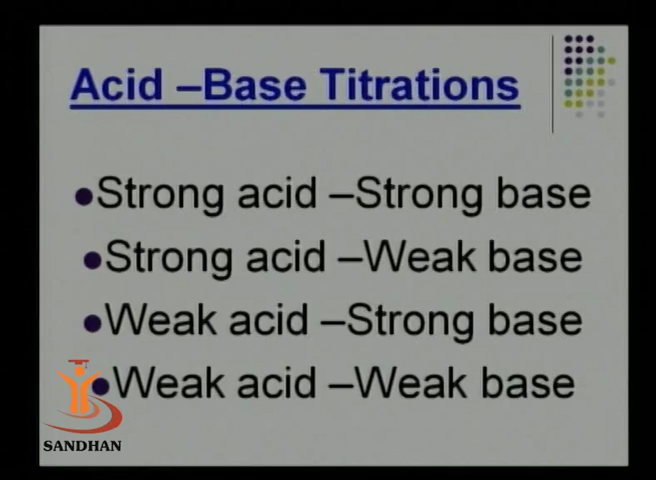 Acid –Base Titrations
●Strong acid –Strong base
●Strong acid –Weak base
●Weak acid –Strong base
●Weak acid –Weak base
SANDHAN